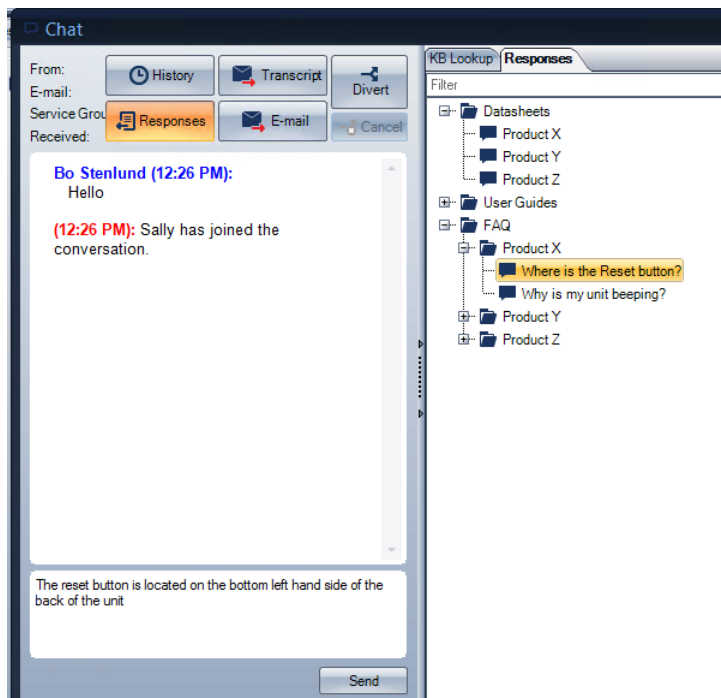 Chat
From:
E-mail:
Service Grou
Received:
History
Transcript
Divert
Responses
E-mail
Cancel
Bo Stenlund (12:26 PM):
Hello
(12:26 PM): Sally has joined the
conversation.
The reset button is located on the bottom left hand side of the
back of the unit
Send
KB Lookup
Responses
Filter
Datasheets
Product X
Product Y
Product Z
User Guides
FAQ
Product X
Where is the Reset button?
Why is my unit beeping?
Product Y
Product Z